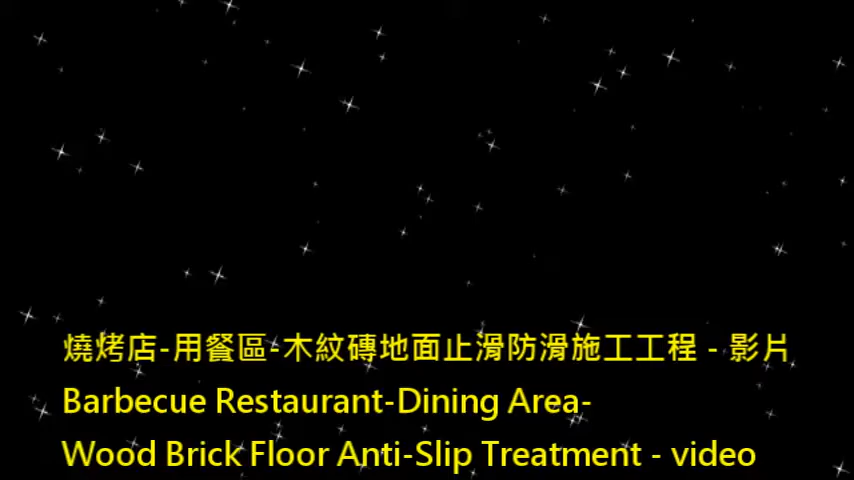 燒烤店-用餐區-木紋磚地面止滑防滑施工工程 - 影片
Barbecue Restaurant-Dining Area-
Wood Brick Floor Anti-Slip Treatment - video